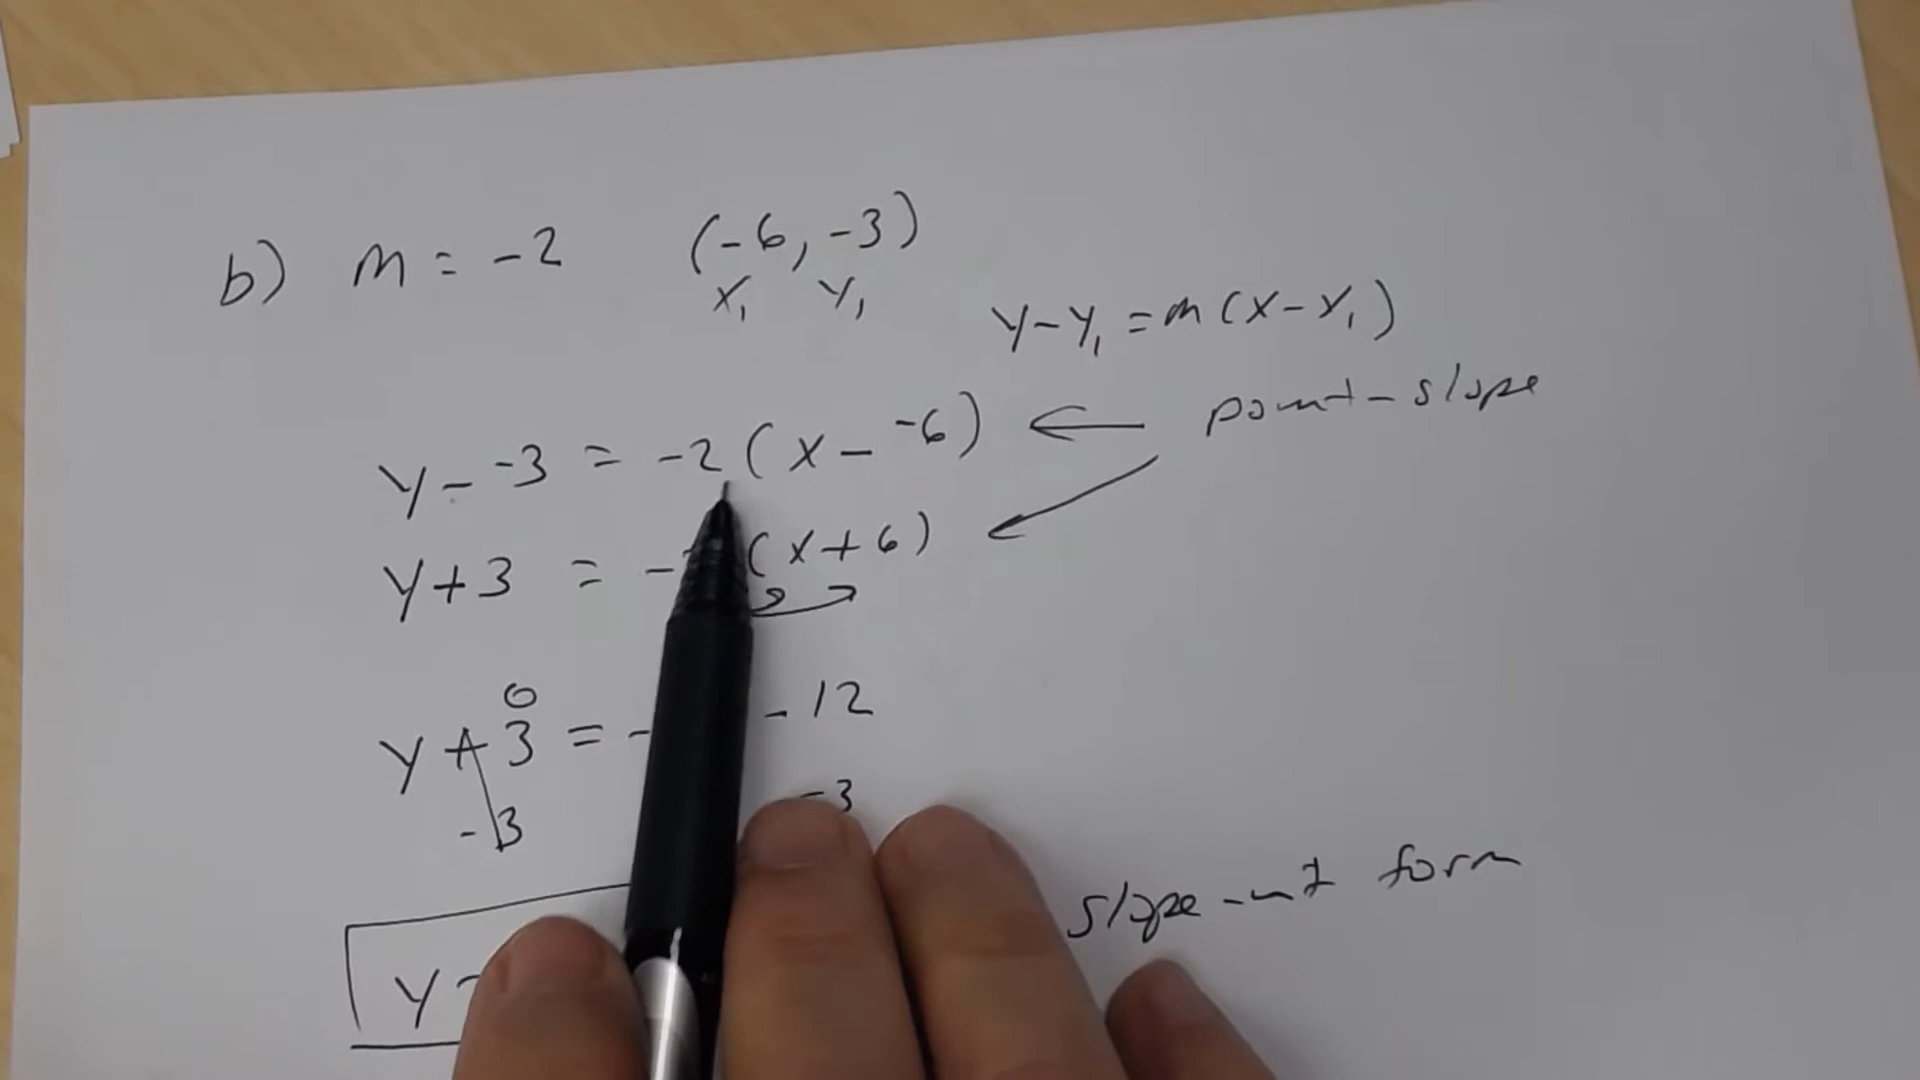 b) m = -2 (-6, -3)
x₁ y₁
y-y₁ = m(x-x₁)
y - -3 = -2(x - -6) ← point-slope
y+3 = - (x+6)
0
y+3 = - - 12
-3 -3
slope-int form
y =